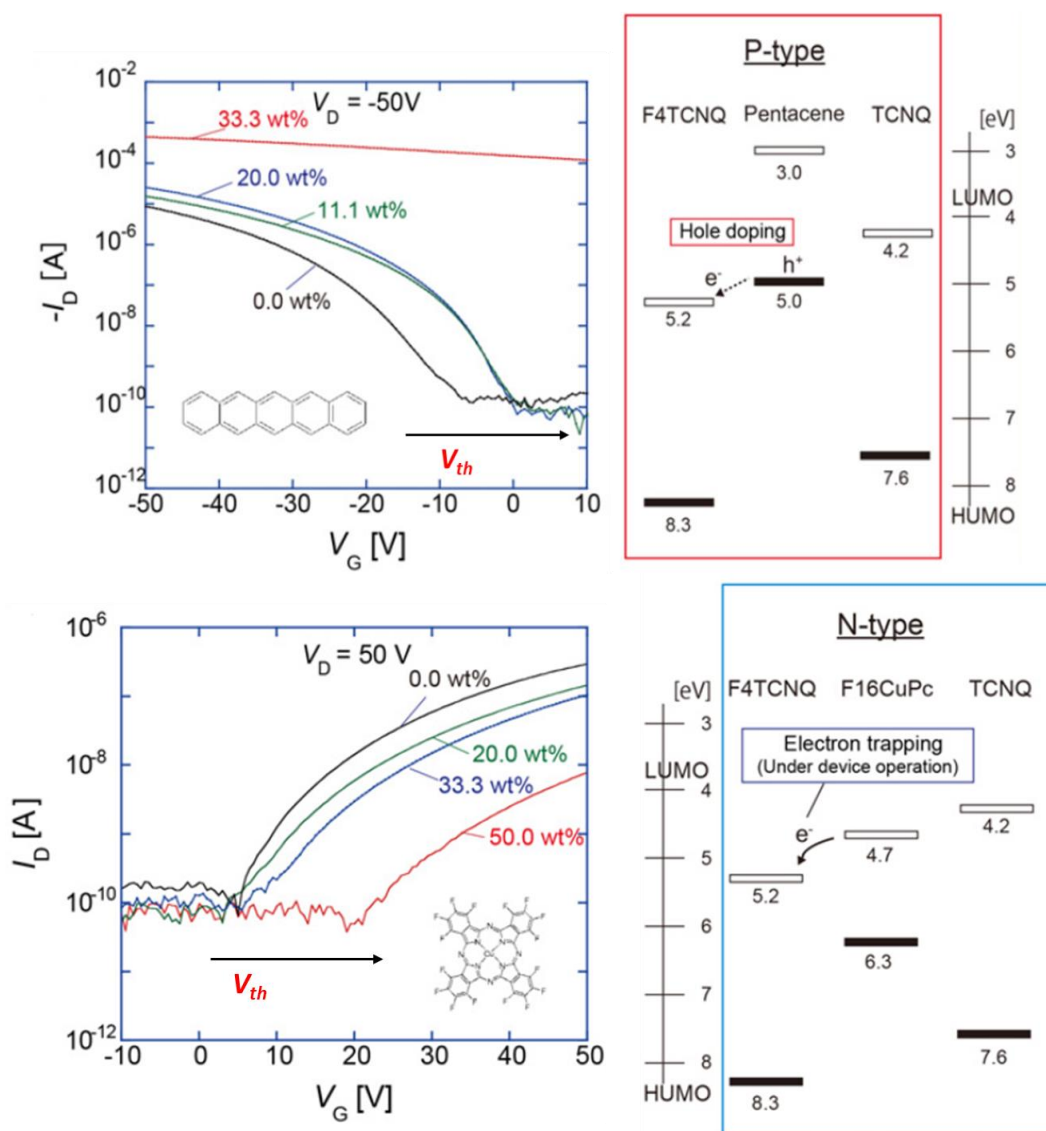 10⁻²
10⁻⁴
10⁻⁶
10⁻⁸
10⁻¹⁰
10⁻¹²
-I_D [A]
V_D = -50V
33.3 wt%
20.0 wt%
11.1 wt%
0.0 wt%
V_th
-50 -40 -30 -20 -10 0 10
V_G [V]
P-type
F4TCNQ Pentacene TCNQ
[eV]
3
LUMO
4
5
6
7
8
HUMO
3.0
4.2
Hole doping
e⁻
h⁺
5.0
5.2
7.6
8.3
10⁻⁶
10⁻⁸
10⁻¹⁰
10⁻¹²
I_D [A]
V_D = 50 V
0.0 wt%
20.0 wt%
33.3 wt%
50.0 wt%
V_th
F F F F
F F F F
N N N
N N
N Cu N
N N N
F F F F
F F F F
-10 0 10 20 30 40 50
V_G [V]
N-type
[eV]
F4TCNQ F16CuPc TCNQ
3
LUMO
4
5
6
7
8
HUMO
Electron trapping
(Under device operation)
e⁻
4.2
4.7
5.2
6.3
7.6
8.3